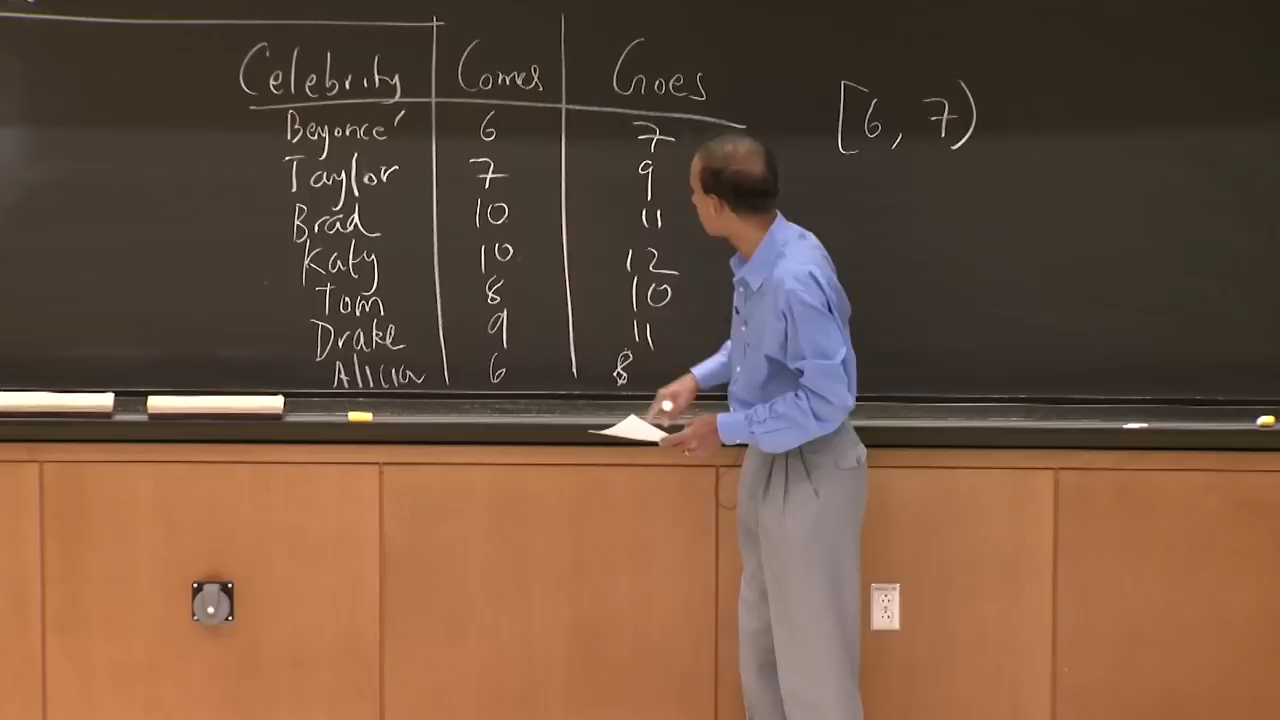 Celebrity Comes Goes [6, 7)
Beyonce' 6 7
Taylor 7 9
Brad 10 11
Katy 10 12
Tom 8 10
Drake 9 11
Alicia 6 8